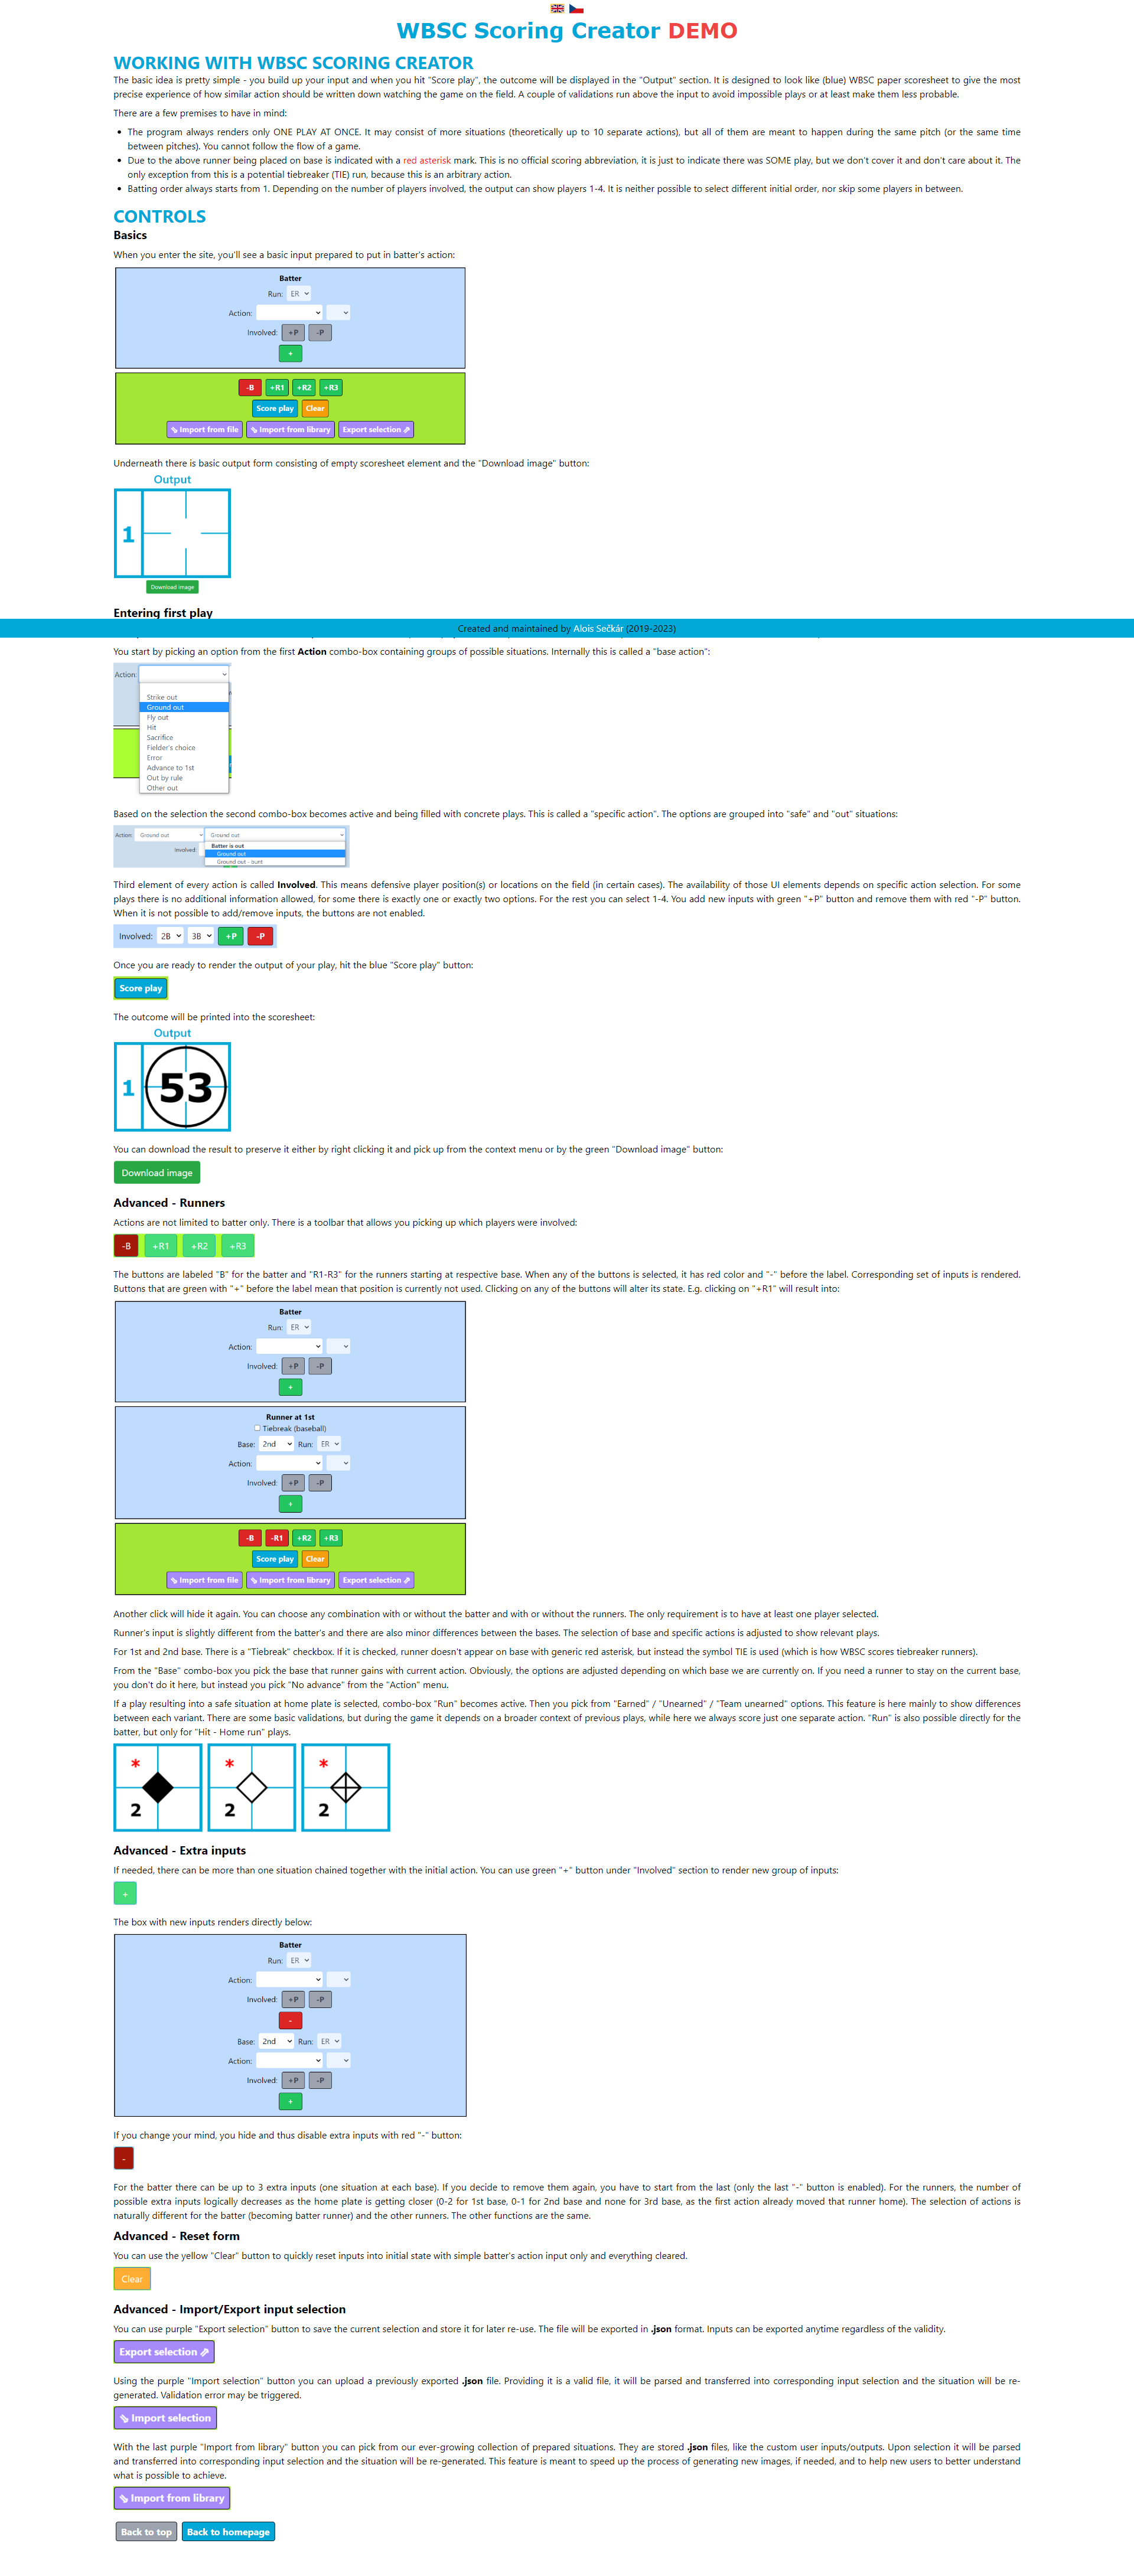 WBSC Scoring Creator DEMO
WORKING WITH WBSC SCORING CREATOR
The basic idea is pretty simple - you build up your input and when you hit "Score play", the outcome will be displayed in the "Output" section. It is designed to look like (blue) WBSC paper scoresheet to give the most
precise experience of how similar action should be written down watching the game on the field. A couple of validations run above the input to avoid impossible plays or at least make them less probable.
There are a few premises to have in mind:
• The program always renders only ONE PLAY AT ONCE. It may consist of more situations (theoretically up to 10 separate actions), but all of them are meant to happen during the same pitch (or the same time
between pitches). You cannot follow the flow of a game.
• Due to the above runner being placed on base is indicated with a red asterisk mark. This is no official scoring abbreviation, it is just to indicate there was SOME play, but we don't cover it and don't care about it. The
only exception from this is a potential tiebreaker (TIE) run, because this is an arbitrary action.
• Batting order always starts from 1. Depending on the number of players involved, the output can show players 1-4. It is neither possible to select different initial order, nor skip some players in between.
CONTROLS
Basics
When you enter the site, you'll see a basic input prepared to put in batter's action:
Batter
Run: ER
Action:
Involved: +P -P
+
-B +R1 +R2 +R3
Score play Clear
Import from file Import from library Export selection
Underneath there is basic output form consisting of empty scoresheet element and the "Download image" button:
Output
1
Download image
Entering first play
Created and maintained by Alois Sečkár (2019-2023)
You start by picking an option from the first Action combo-box containing groups of possible situations. Internally this is called a "base action":
Action:
Strike out
Ground out
Fly out
Hit
Sacrifice
Fielder's choice
Error
Advance to 1st
Out by rule
Other out
Based on the selection the second combo-box becomes active and being filled with concrete plays. This is called a "specific action". The options are grouped into "safe" and "out" situations:
Action: Ground out Ground out
Batter is out
Involved: Ground out
Ground out - bunt
Third element of every action is called Involved. This means defensive player position(s) or locations on the field (in certain cases). The availability of those UI elements depends on specific action selection. For some
plays there is no additional information allowed, for some there is exactly one or exactly two options. For the rest you can select 1-4. You add new inputs with green "+P" button and remove them with red "-P" button.
When it is not possible to add/remove inputs, the buttons are not enabled.
Involved: 2B 3B +P -P
Once you are ready to render the output of your play, hit the blue "Score play" button:
Score play
The outcome will be printed into the scoresheet:
Output
1 53
You can download the result to preserve it either by right clicking it and pick up from the context menu or by the green "Download image" button:
Download image
Advanced - Runners
Actions are not limited to batter only. There is a toolbar that allows you picking up which players were involved:
-B +R1 +R2 +R3
The buttons are labeled "B" for the batter and "R1-R3" for the runners starting at respective base. When any of the buttons is selected, it has red color and "-" before the label. Corresponding set of inputs is rendered.
Buttons that are green with "+" before the label mean that position is currently not used. Clicking on any of the buttons will alter its state. E.g. clicking on "+R1" will result into:
Batter
Run: ER
Action:
Involved: +P -P
+
Runner at 1st
Tiebreak (baseball)
Base: 2nd Run: ER
Action:
Involved: +P -P
+
-B -R1 +R2 +R3
Score play Clear
Import from file Import from library Export selection
Another click will hide it again. You can choose any combination with or without the batter and with or without the runners. The only requirement is to have at least one player selected.
Runner's input is slightly different from the batter's and there are also minor differences between the bases. The selection of base and specific actions is adjusted to show relevant plays.
For 1st and 2nd base. There is a "Tiebreak" checkbox. If it is checked, runner doesn't appear on base with generic red asterisk, but instead the symbol TIE is used (which is how WBSC scores tiebreaker runners).
From the "Base" combo-box you pick the base that runner gains with current action. Obviously, the options are adjusted depending on which base we are currently on. If you need a runner to stay on the current base,
you don't do it here, but instead you pick "No advance" from the "Action" menu.
If a play resulting into a safe situation at home plate is selected, combo-box "Run" becomes active. Then you pick from "Earned" / "Unearned" / "Team unearned" options. This feature is here mainly to show differences
between each variant. There are some basic validations, but during the game it depends on a broader context of previous plays, while here we always score just one separate action. "Run" is also possible directly for the
batter, but only for "Hit - Home run" plays.
* * *
2 2 2
Advanced - Extra inputs
If needed, there can be more than one situation chained together with the initial action. You can use green "+" button under "Involved" section to render new group of inputs:
+
The box with new inputs renders directly below:
Batter
Run: ER
Action:
Involved: +P -P
-
Base: 2nd Run: ER
Action:
Involved: +P -P
+
If you change your mind, you hide and thus disable extra inputs with red "-" button:
-
For the batter there can be up to 3 extra inputs (one situation at each base). If you decide to remove them again, you have to start from the last (only the last "-" button is enabled). For the runners, the number of
possible extra inputs logically decreases as the home plate is getting closer (0-2 for 1st base, 0-1 for 2nd base and none for 3rd base, as the first action already moved that runner home). The selection of actions is
naturally different for the batter (becoming batter runner) and the other runners. The other functions are the same.
Advanced - Reset form
You can use the yellow "Clear" button to quickly reset inputs into initial state with simple batter's action input only and everything cleared.
Clear
Advanced - Import/Export input selection
You can use purple "Export selection" button to save the current selection and store it for later re-use. The file will be exported in .json format. Inputs can be exported anytime regardless of the validity.
Export selection
Using the purple "Import selection" button you can upload a previously exported .json file. Providing it is a valid file, it will be parsed and transferred into corresponding input selection and the situation will be re-
generated. Validation error may be triggered.
Import selection
With the last purple "Import from library" button you can pick from our ever-growing collection of prepared situations. They are stored .json files, like the custom user inputs/outputs. Upon selection it will be parsed
and transferred into corresponding input selection and the situation will be re-generated. This feature is meant to speed up the process of generating new images, if needed, and to help new users to better understand
what is possible to achieve.
Import from library
Back to top Back to homepage